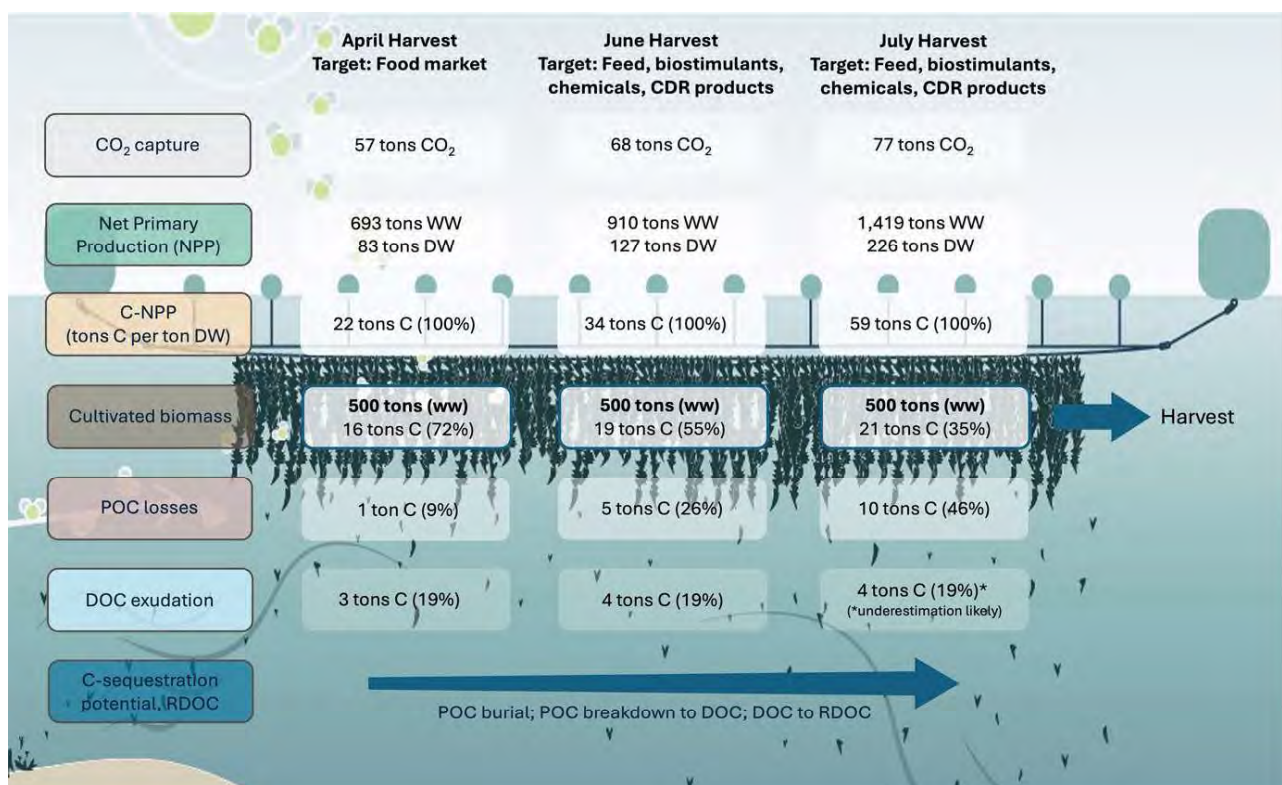 April Harvest
Target: Food market
June Harvest
Target: Feed, biostimulants,
chemicals, CDR products
July Harvest
Target: Feed, biostimulants,
chemicals, CDR products
CO₂ capture
57 tons CO₂
68 tons CO₂
77 tons CO₂
Net Primary
Production (NPP)
693 tons WW
83 tons DW
910 tons WW
127 tons DW
1,419 tons WW
226 tons DW
C-NPP
(tons C per ton DW)
22 tons C (100%)
34 tons C (100%)
59 tons C (100%)
Cultivated biomass
500 tons (ww)
16 tons C (72%)
500 tons (ww)
19 tons C (55%)
500 tons (ww)
21 tons C (35%)
Harvest
POC losses
1 ton C (9%)
5 tons C (26%)
10 tons C (46%)
DOC exudation
3 tons C (19%)
4 tons C (19%)
4 tons C (19%)*
(*underestimation likely)
C-sequestration
potential, RDOC
POC burial; POC breakdown to DOC; DOC to RDOC